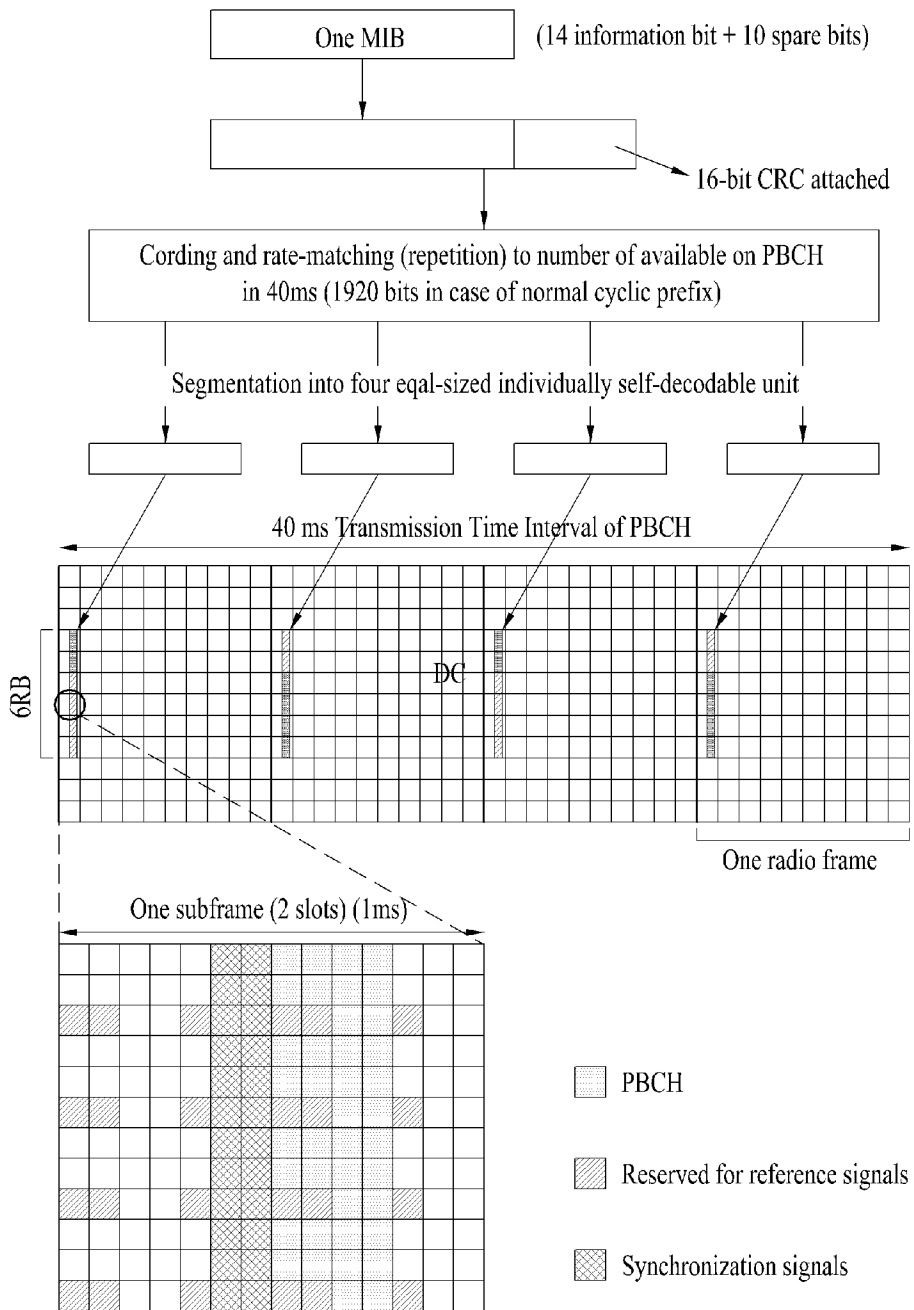 One MIB
(14 information bit + 10 spare bits)
16-bit CRC attached
Cording and rate-matching (repetition) to number of available on PBCH
in 40ms (1920 bits in case of normal cyclic prefix)
Segmentation into four eqal-sized individually self-decodable unit
40 ms Transmission Time Interval of PBCH
6RB
DC
One radio frame
One subframe (2 slots) (1ms)
PBCH
Reserved for reference signals
Synchronization signals